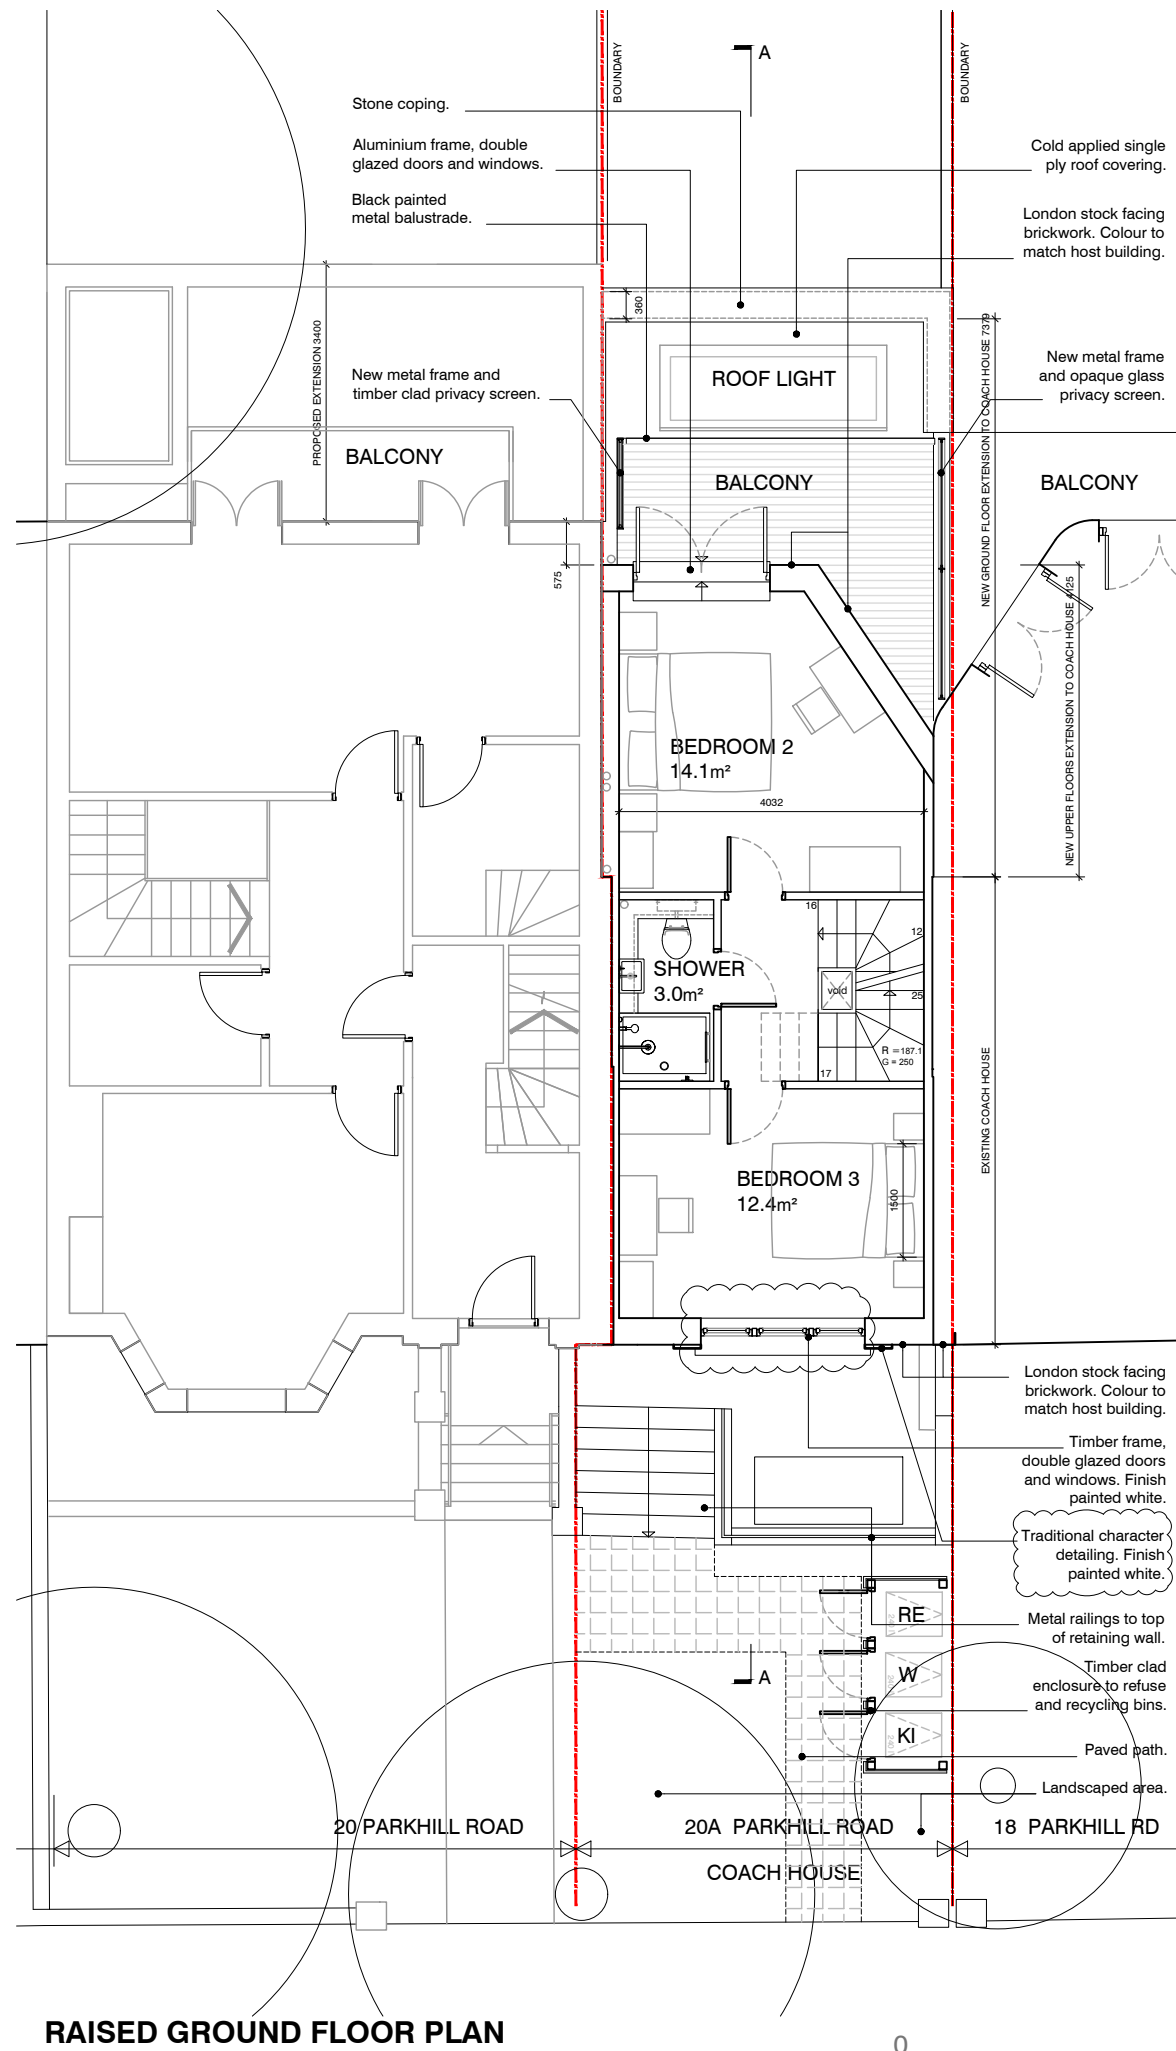 A
BOUNDARY
BOUNDARY
Stone coping.
Aluminium frame, double
glazed doors and windows.
Black painted
metal balustrade.
Cold applied single
ply roof covering.
London stock facing
brickwork. Colour to
match host building.
360
PROPOSED EXTENSION 3400
NEW GROUND FLOOR EXTENSION TO COACH HOUSE 7379
New metal frame and
timber clad privacy screen.
ROOF LIGHT
New metal frame
and opaque glass
privacy screen.
BALCONY
BALCONY
BALCONY
575
NEW UPPER FLOORS EXTENSION TO COACH HOUSE 4125
BEDROOM 2
14.1m²
4032
16
12
SHOWER
3.0m²
void
25
R =187.1
G = 250
17
EXISTING COACH HOUSE
BEDROOM 3
12.4m²
1500
London stock facing
brickwork. Colour to
match host building.
Timber frame,
double glazed doors
and windows. Finish
painted white.
Traditional character
detailing. Finish
painted white.
RE
240 l
Metal railings to top
of retaining wall.
A
W
240 l
Timber clad
enclosure to refuse
and recycling bins.
KI
240 l
Paved path.
Landscaped area.
20 PARKHILL ROAD
20A PARKHILL ROAD
18 PARKHILL RD
COACH HOUSE
RAISED GROUND FLOOR PLAN
0